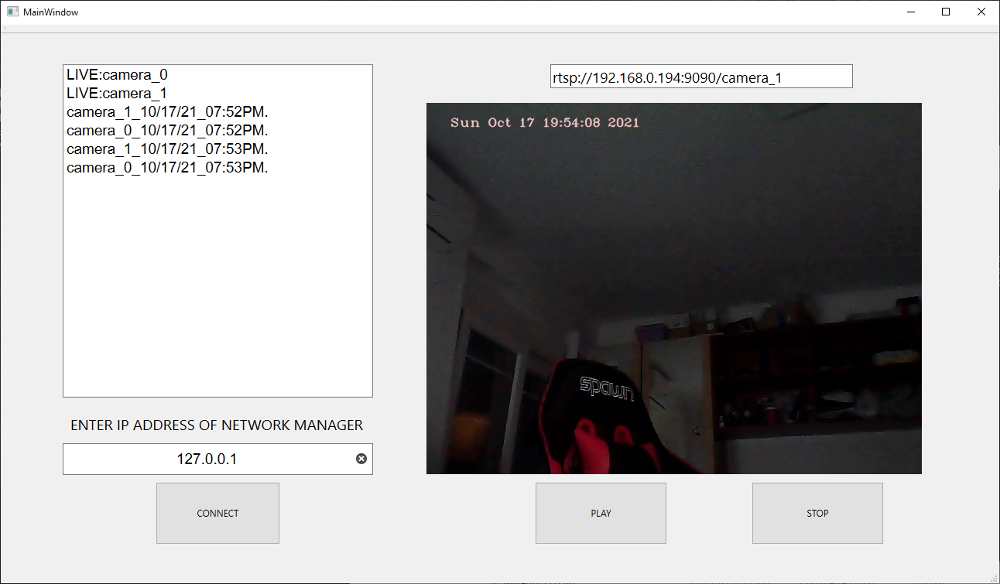 MainWindow
LIVE:camera_0
LIVE:camera_1
camera_1_10/17/21_07:52PM.
camera_0_10/17/21_07:52PM.
camera_1_10/17/21_07:53PM.
camera_0_10/17/21_07:53PM.
ENTER IP ADDRESS OF NETWORK MANAGER
127.0.0.1
CONNECT
rtsp://192.168.0.194:9090/camera_1
Sun Oct 17 19:54:08 2021
spawn
PLAY
STOP